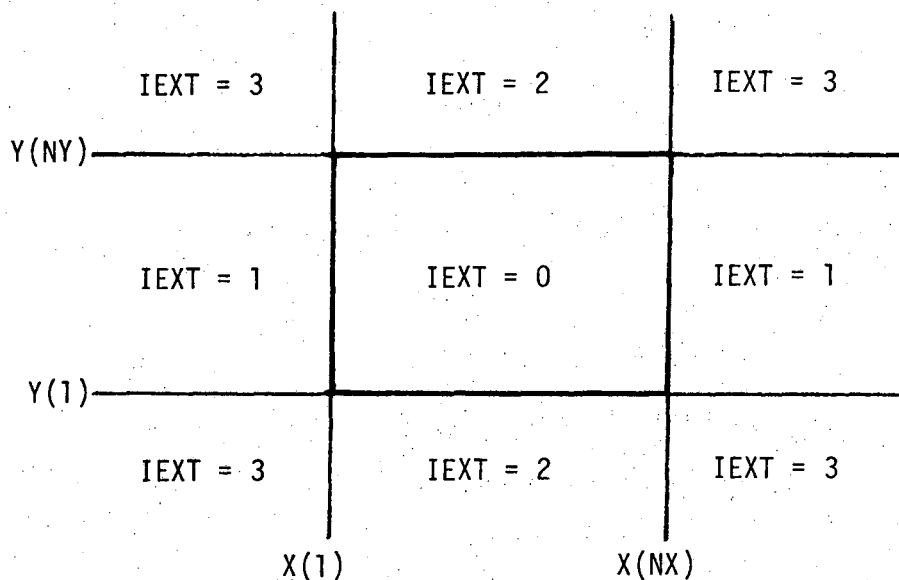 IEXT = 3 IEXT = 2 IEXT = 3
Y(NY)
IEXT = 1 IEXT = 0 IEXT = 1
Y(1)
IEXT = 3 IEXT = 2 IEXT = 3
X(1) X(NX)